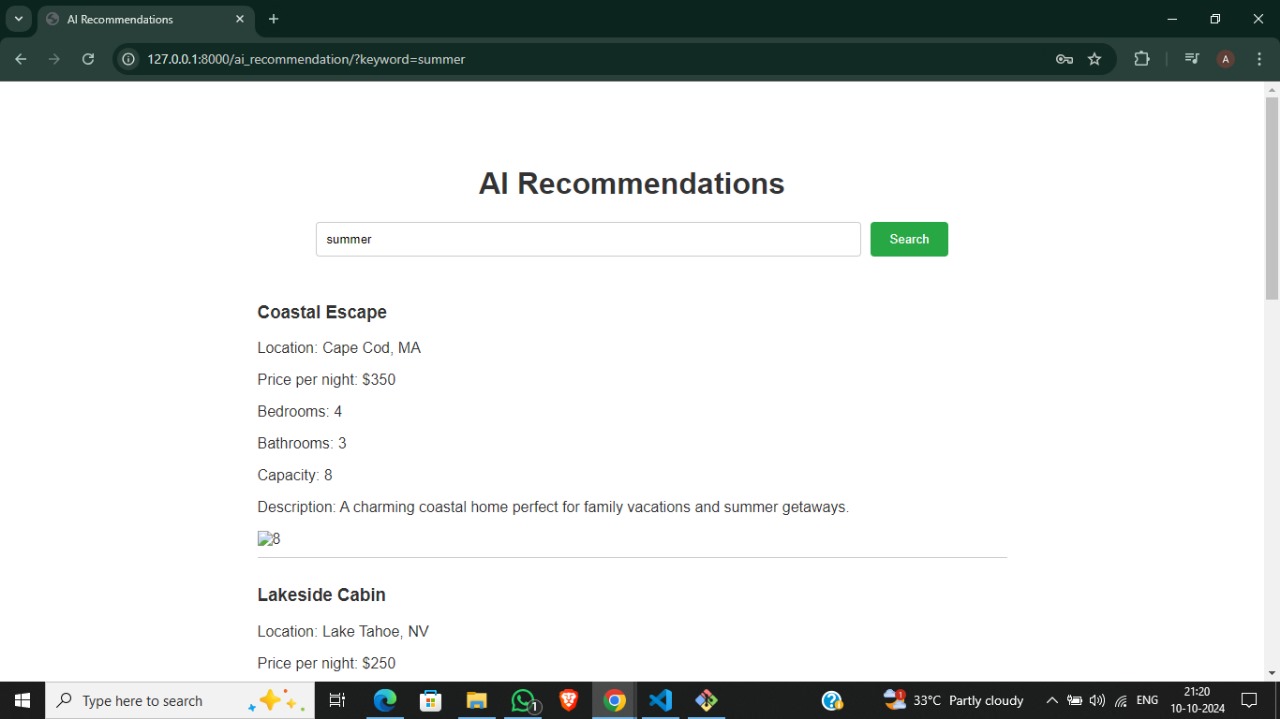 AI Recommendations
127.0.0.1:8000/ai_recommendation/?keyword=summer
A
AI Recommendations
summer
Search
Coastal Escape
Location: Cape Cod, MA
Price per night: $350
Bedrooms: 4
Bathrooms: 3
Capacity: 8
Description: A charming coastal home perfect for family vacations and summer getaways.
8
Lakeside Cabin
Location: Lake Tahoe, NV
Price per night: $250
Type here to search
1
1
33°C Partly cloudy
ENG
21:20
10-10-2024